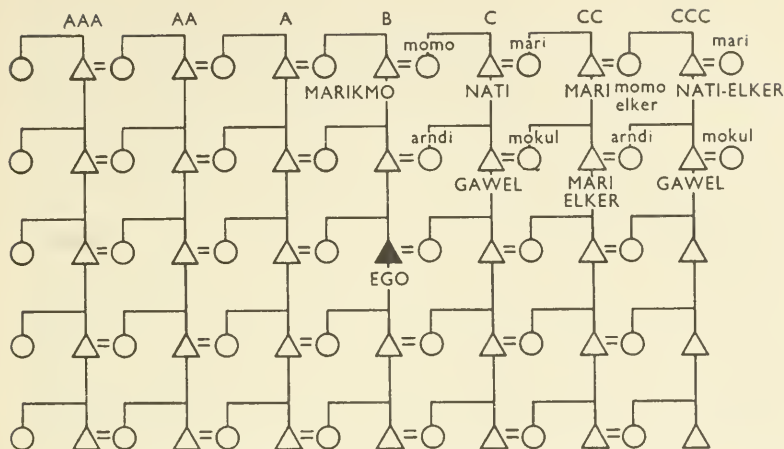 AAA AA A B C CC CCC
momo mari mari
MARIKMO NATI MARI momo NATI-ELKER
elker
arndi mokul arndi mokul
GAWEL MARI GAWEL
ELKER
EGO